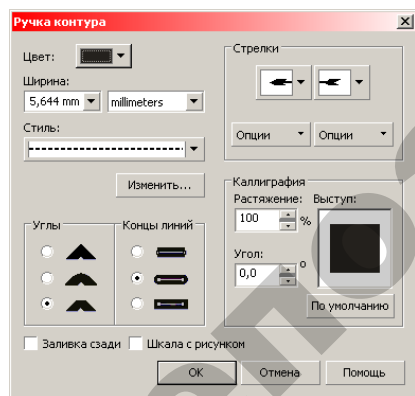 Ручка контура
Цвет:
Ширина:
5,644 mm millimeters
Стиль:
Изменить...
Углы
Концы линий
Стрелки
Опции Опции
Каллиграфия
Растяжение: Выступ:
100 %
Угол:
0,0 °
По умолчанию
Заливка сзади Шкала с рисунком
OK Отмена Помощь